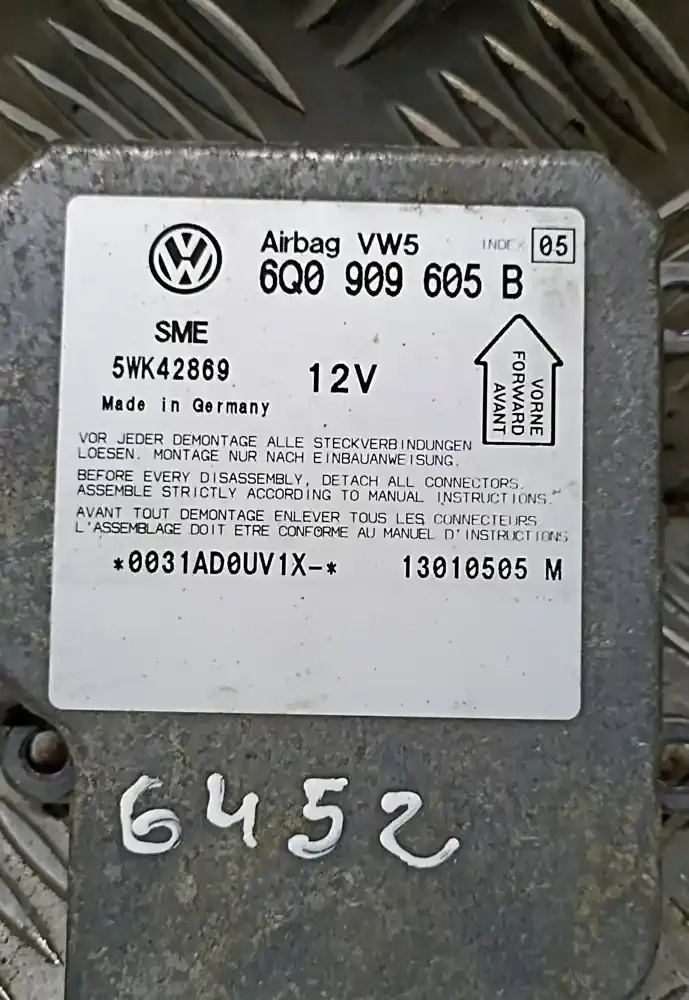 Airbag VW5 INDEX 05
6Q0 909 605 B
SME
5WK42869 12V
Made in Germany
VORNE
FORWARD
AVANT
VOR JEDER DEMONTAGE ALLE STECKVERBINDUNGEN
LOESEN. MONTAGE NUR NACH EINBAUANWEISUNG.
BEFORE EVERY DISASSEMBLY, DETACH ALL CONNECTORS.
ASSEMBLE STRICTLY ACCORDING TO MANUAL INSTRUCTIONS.
AVANT TOUT DEMONTAGE ENLEVER TOUS LES CONNECTEURS
L'ASSEMBLAGE DOIT ETRE CONFORME AU MANUEL D'INSTRUCTIONS
*0031AD0UV1X-* 13010505 M
6452